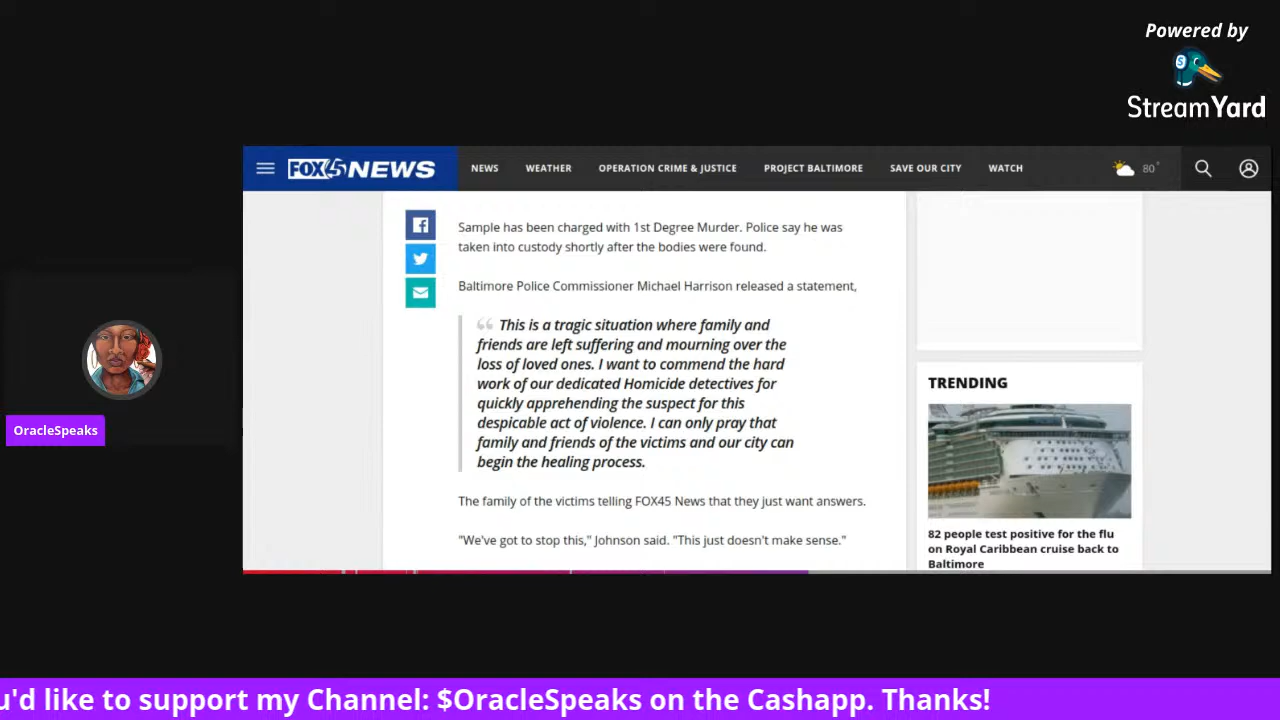 Powered by
S
StreamYard
FOX45NEWS NEWS WEATHER OPERATION CRIME & JUSTICE PROJECT BALTIMORE SAVE OUR CITY WATCH 80°
Sample has been charged with 1st Degree Murder. Police say he was
taken into custody shortly after the bodies were found.
Baltimore Police Commissioner Michael Harrison released a statement,
“ This is a tragic situation where family and
friends are left suffering and mourning over the
loss of loved ones. I want to commend the hard
work of our dedicated Homicide detectives for
quickly apprehending the suspect for this
despicable act of violence. I can only pray that
family and friends of the victims and our city can
begin the healing process.
The family of the victims telling FOX45 News that they just want answers.
"We've got to stop this," Johnson said. "This just doesn't make sense."
TRENDING
82 people test positive for the flu
on Royal Caribbean cruise back to
Baltimore
OracleSpeaks
u'd like to support my Channel: $OracleSpeaks on the Cashapp. Thanks!